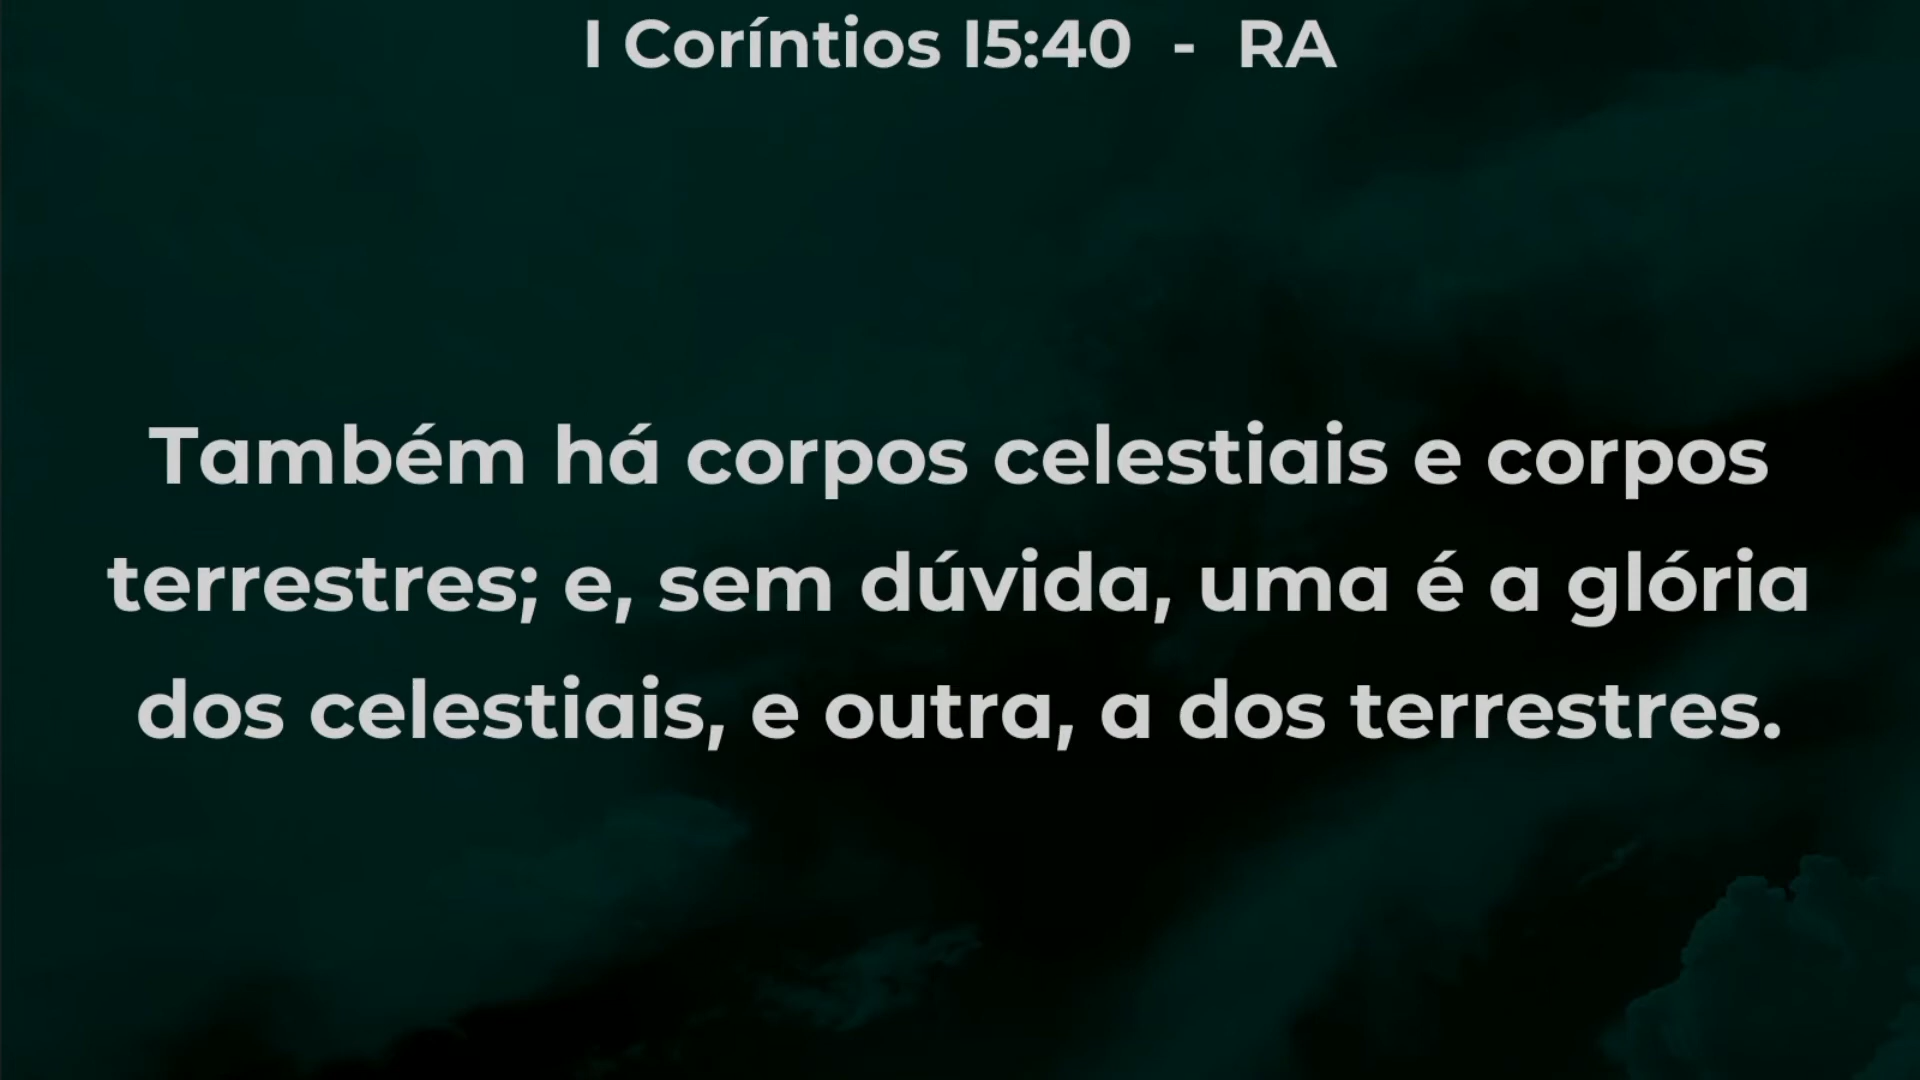 I Coríntios 15:40 - RA
Também há corpos celestiais e corpos
terrestres; e, sem dúvida, uma é a glória
dos celestiais, e outra, a dos terrestres.